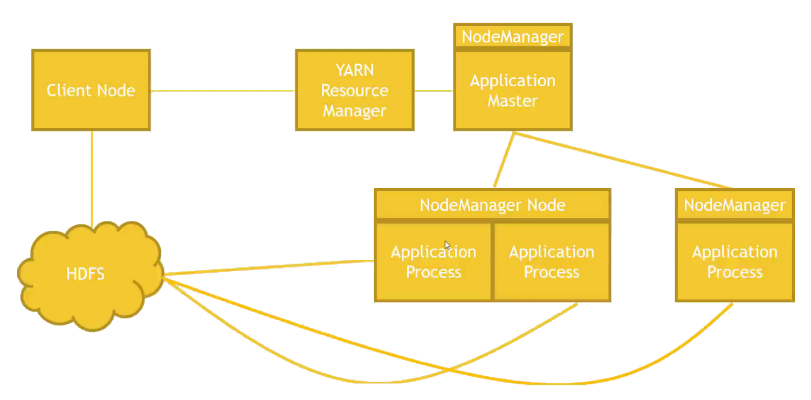 NodeManager
Client Node
YARN
Resource
Manager
Application
Master
NodeManager Node
NodeManager
Application
Process
Application
Process
Application
Process
HDFS